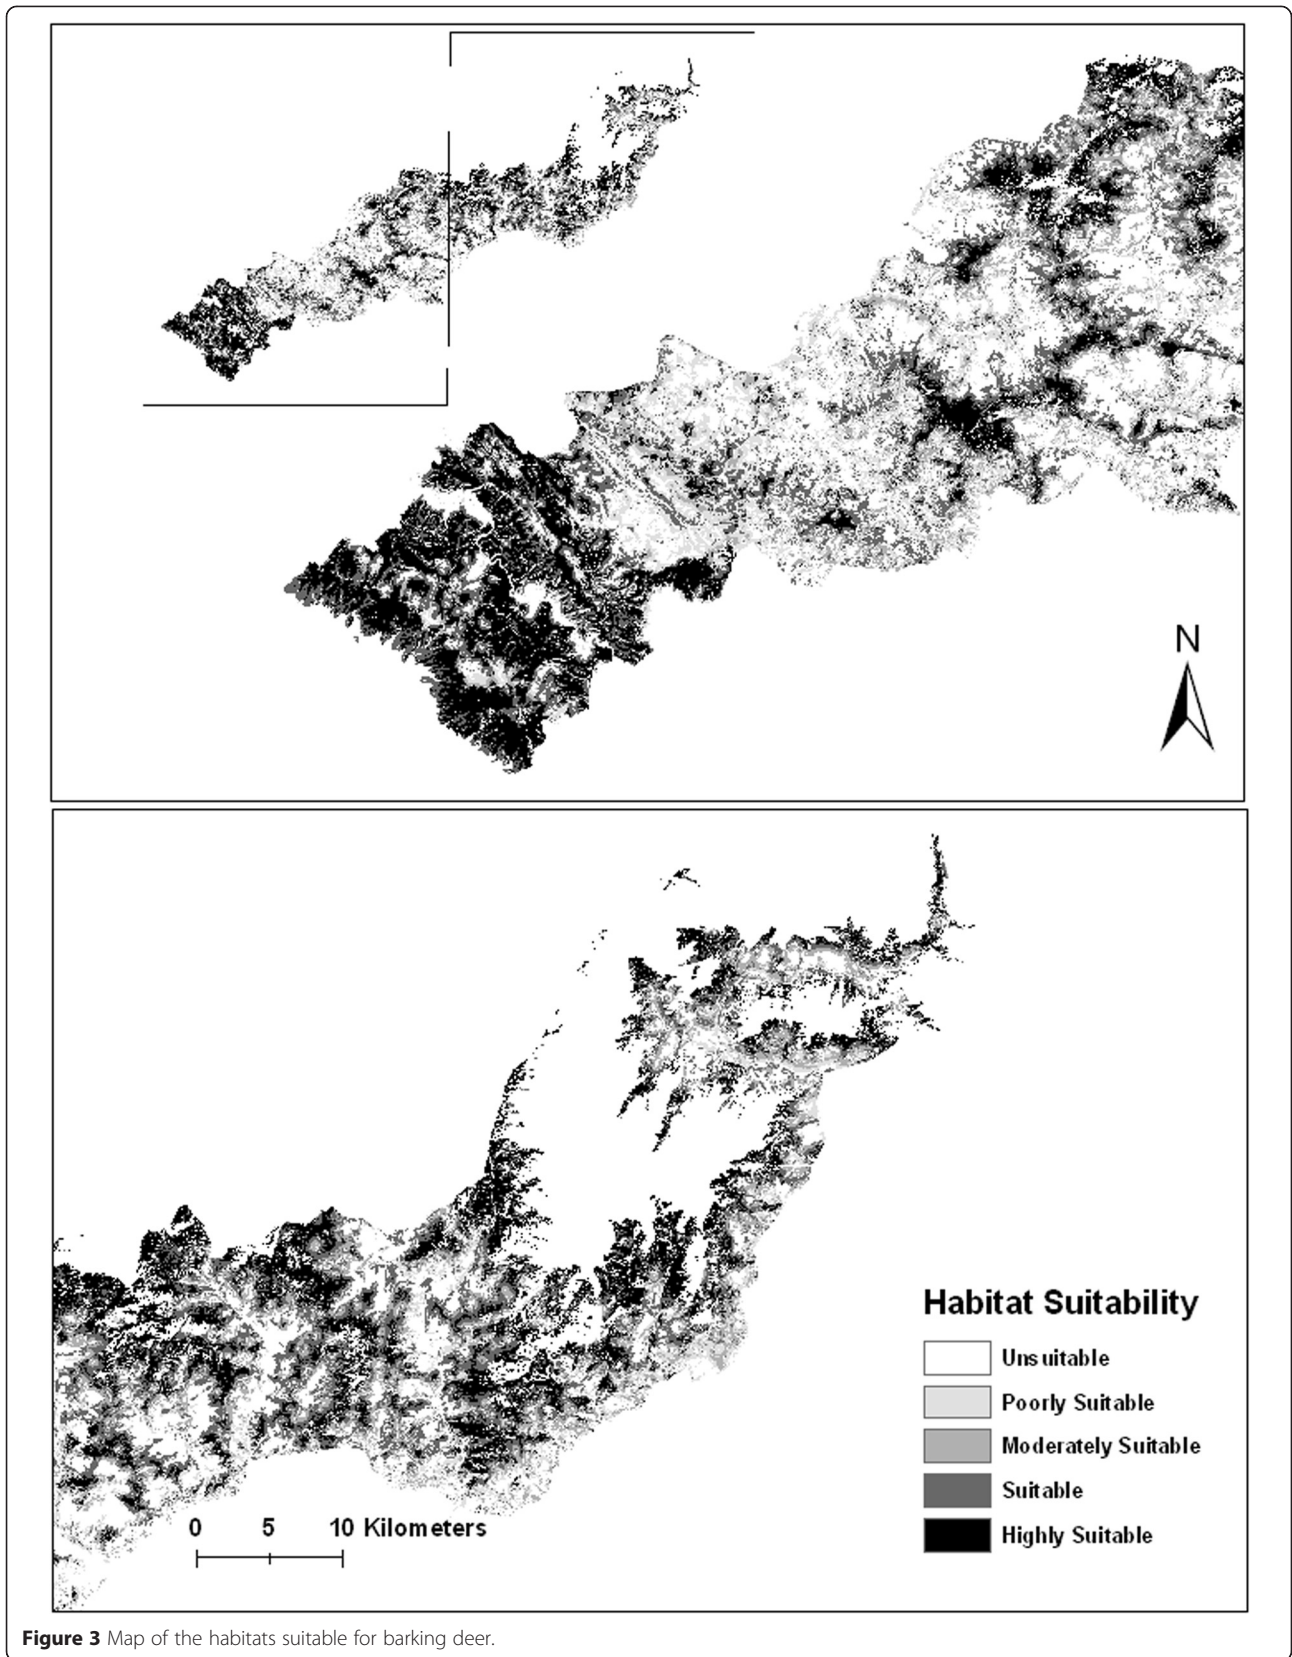 N
Habitat Suitability
Unsuitable
Poorly Suitable
Moderately Suitable
Suitable
Highly Suitable
0 5 10 Kilometers
Figure 3 Map of the habitats suitable for barking deer.